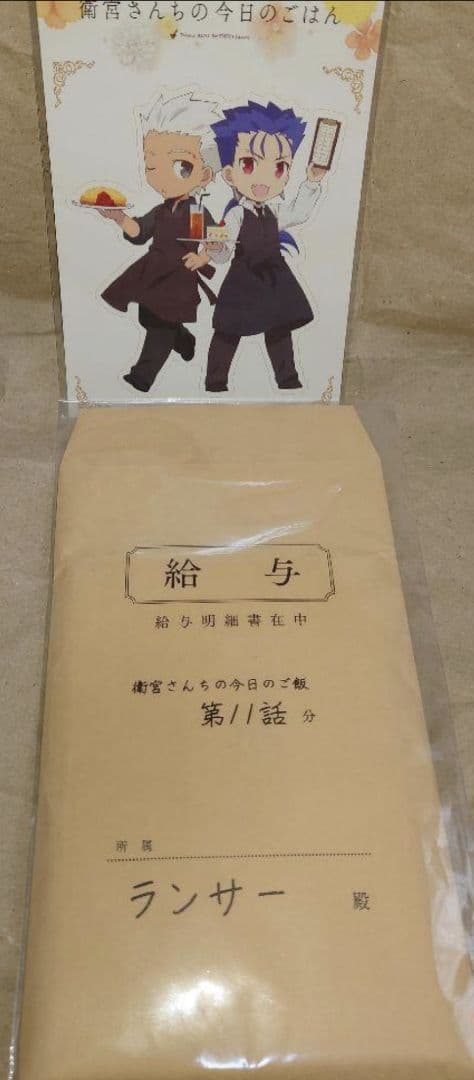 衛宮さんちの今日のごはん
給与
給与明細書在中
衛宮さんちの今日のご飯
第11話 分
所属
ランサー 殿